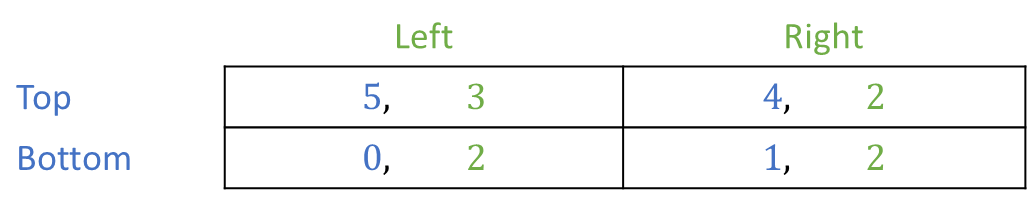 Left Right
Top 5, 3 4, 2
Bottom 0, 2 1, 2